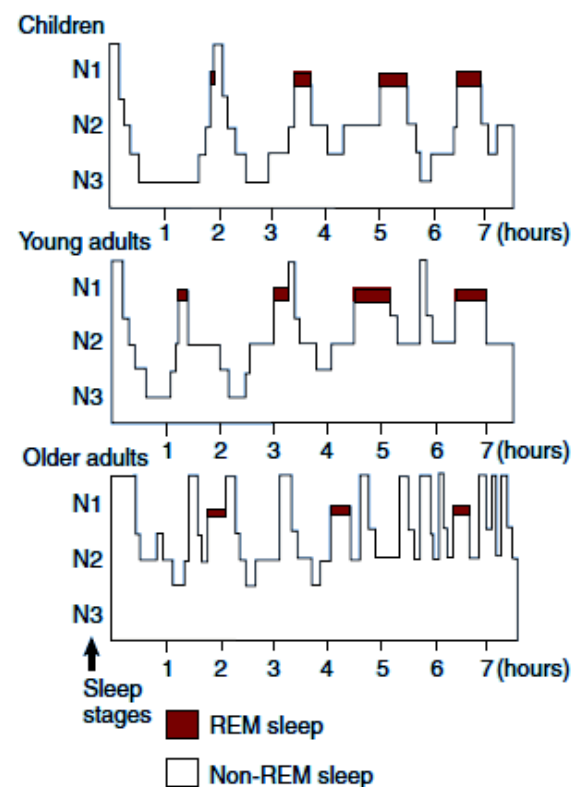 Children
N1
N2
N3
1 2 3 4 5 6 7 (hours)
Young adults
N1
N2
N3
1 2 3 4 5 6 7 (hours)
Older adults
N1
N2
N3
1 2 3 4 5 6 7 (hours)
Sleep
stages
REM sleep
Non-REM sleep